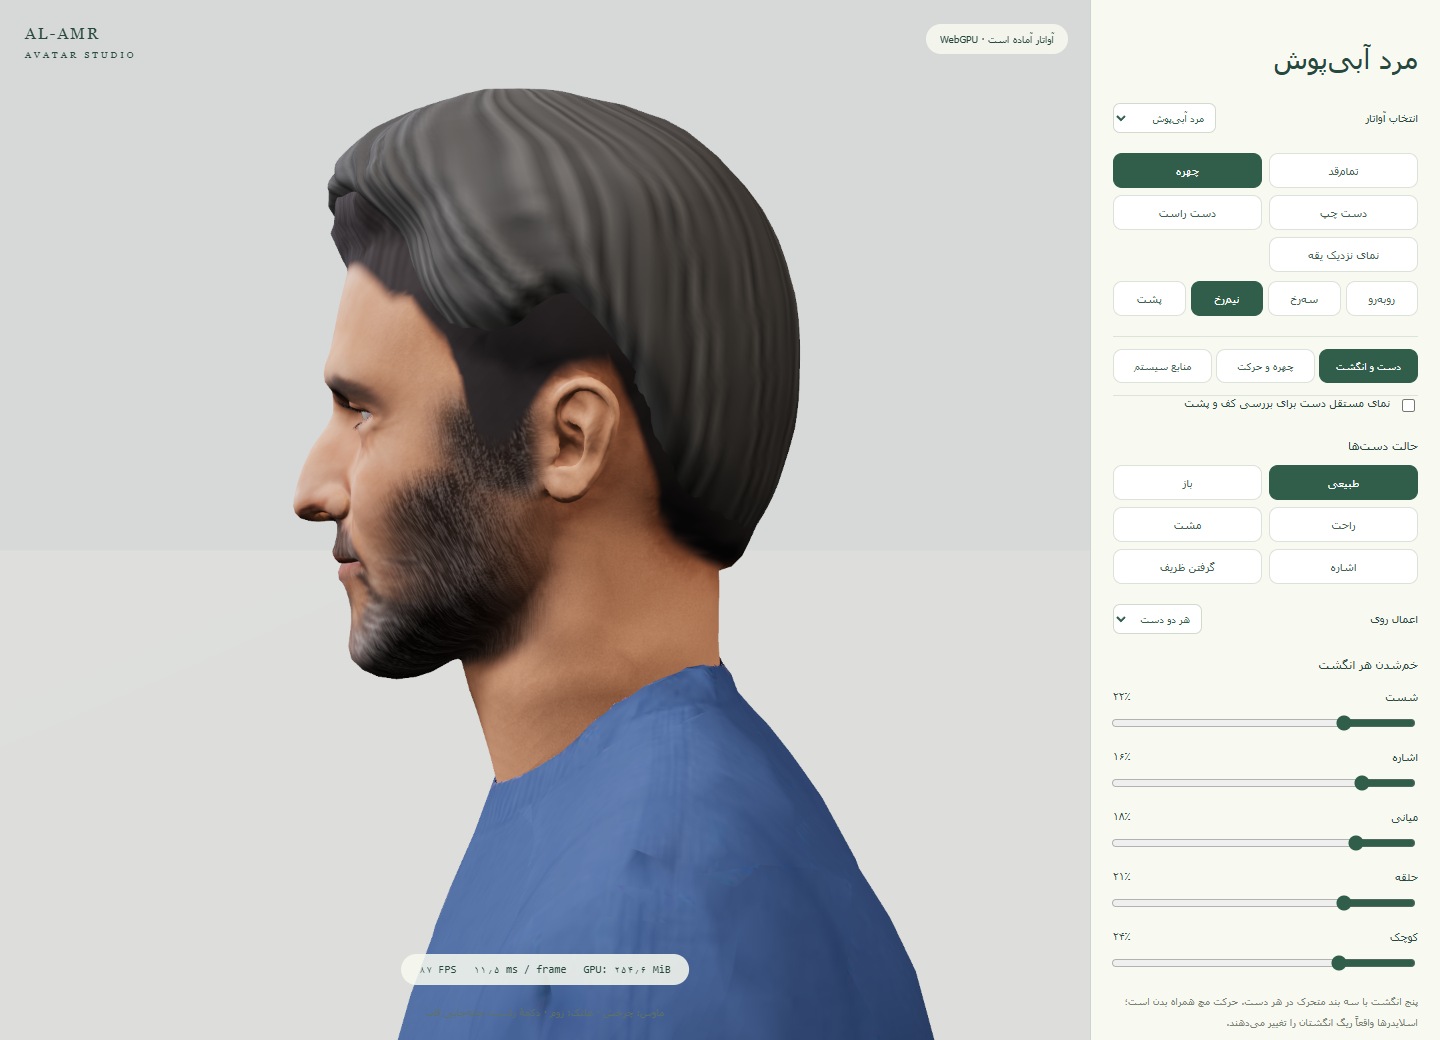 AL-AMR
AVATAR STUDIO
آواتار آماده است · WebGPU
مرد آبی‌پوش
انتخاب آواتار
مرد آبی‌پوش
تمام‌قد
چهره
دست چپ
دست راست
نمای نزدیک یقه
روبه‌رو
سه‌رخ
نیم‌رخ
پشت
دست و انگشت
چهره و حرکت
منابع سیستم
نمای مستقل دست برای بررسی کف و پشت
حالت دست‌ها
طبیعی
باز
راحت
مشت
اشاره
گرفتن ظریف
اعمال روی
هر دو دست
خم‌شدن هر انگشت
شست
۲۲٪
اشاره
۱۶٪
میانی
۱۸٪
حلقه
۲۱٪
کوچک
۲۴٪
پنج انگشت با سه بند متحرک در هر دست. حرکت مچ همراه بدن است؛
اسلایدرها واقعاً ریگ انگشتان را تغییر می‌دهند.
۸۷ FPS ۱۱٫۵ ms / frame GPU: ۲۵۴٫۶ MiB